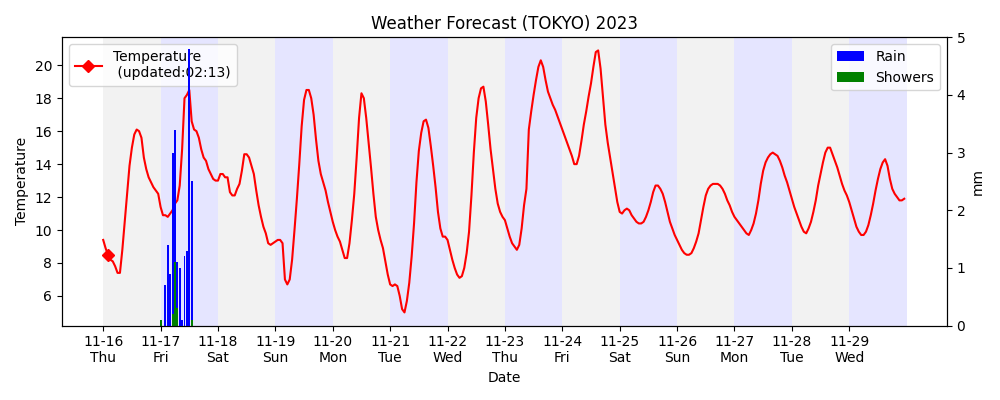 Weather Forecast (TOKYO) 2023
Temperature
(updated:02:13)
Rain
Showers
Temperature
20
18
16
14
12
10
8
6
5
4
3
2
1
0
mm
11-16 11-17 11-18 11-19 11-20 11-21 11-22 11-23 11-24 11-25 11-26 11-27 11-28 11-29
Thu Fri Sat Sun Mon Tue Wed Thu Fri Sat Sun Mon Tue Wed
Date